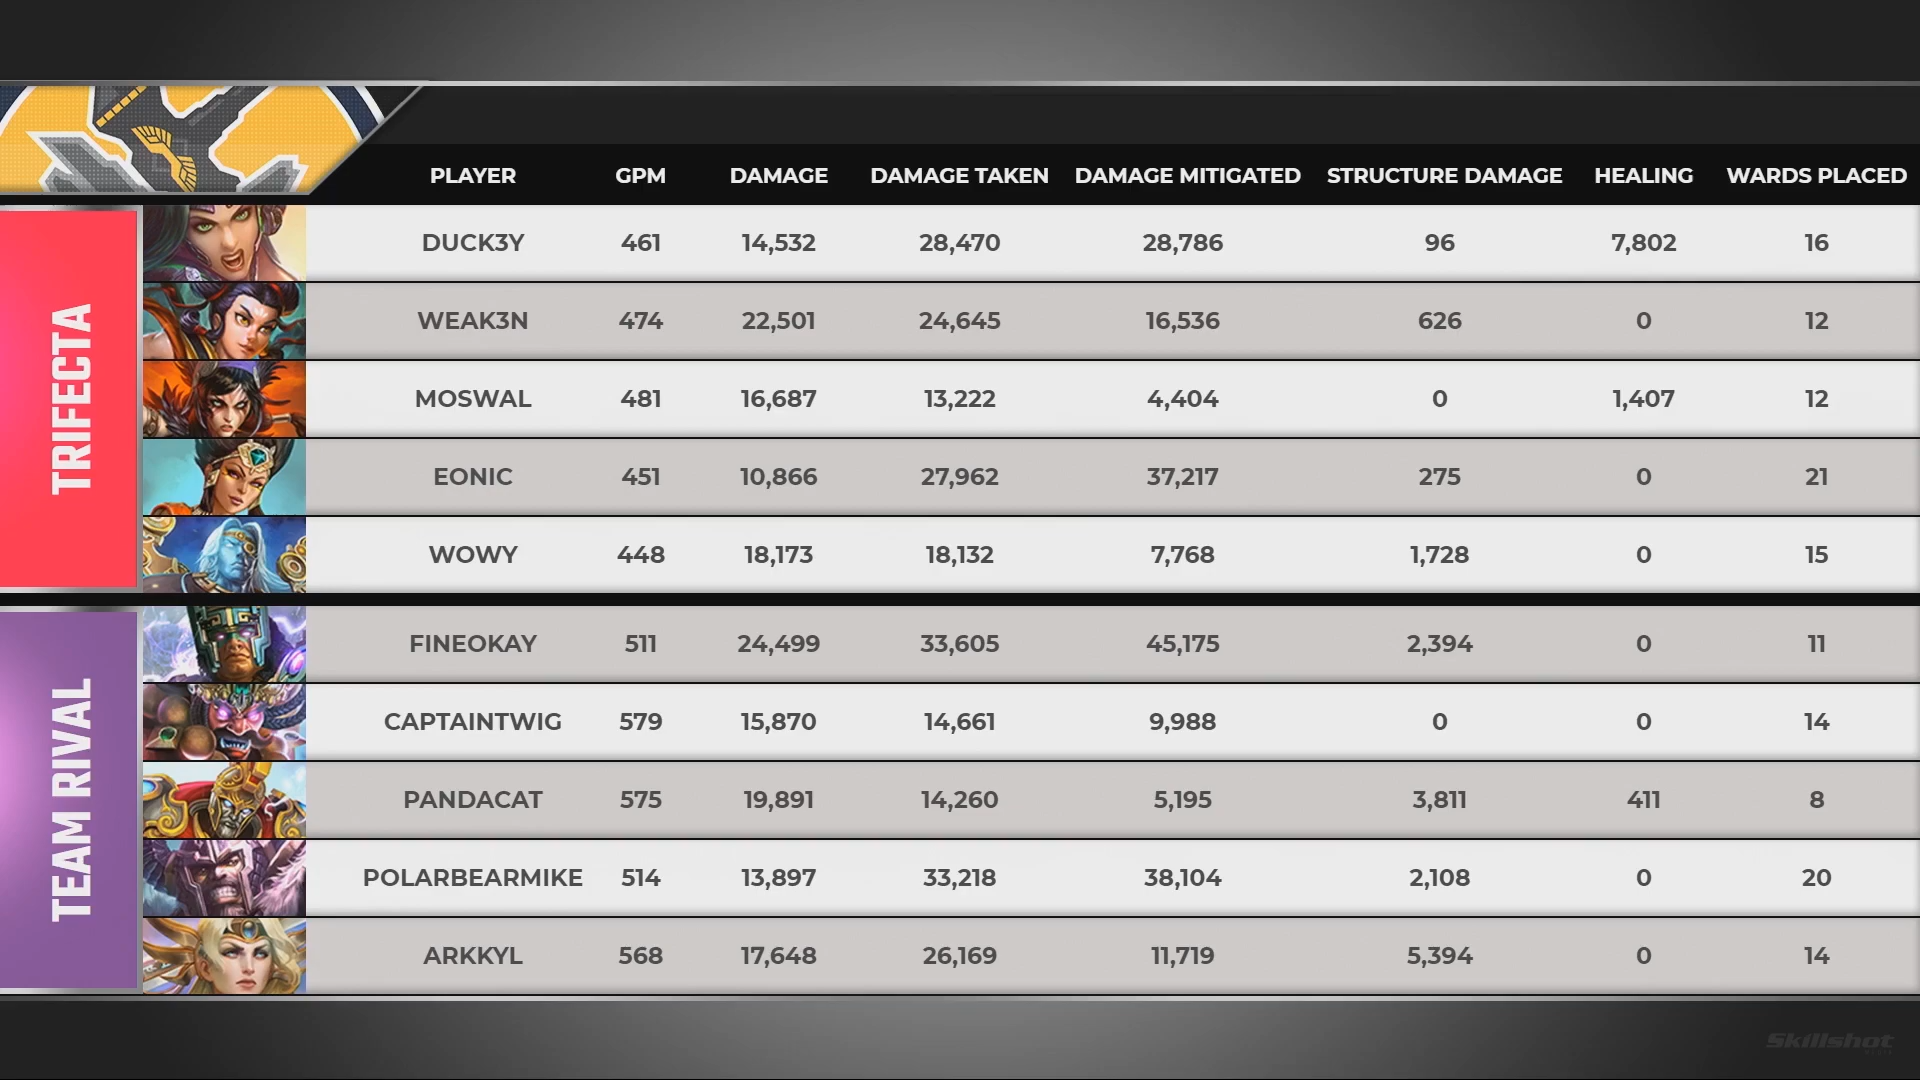 PLAYER GPM DAMAGE DAMAGE TAKEN DAMAGE MITIGATED STRUCTURE DAMAGE HEALING WARDS PLACED
TRIFECTA
DUCK3Y 461 14,532 28,470 28,786 96 7,802 16
WEAK3N 474 22,501 24,645 16,536 626 0 12
MOSWAL 481 16,687 13,222 4,404 0 1,407 12
EONIC 451 10,866 27,962 37,217 275 0 21
WOWY 448 18,173 18,132 7,768 1,728 0 15
TEAM RIVAL
FINEOKAY 511 24,499 33,605 45,175 2,394 0 11
CAPTAINTWIG 579 15,870 14,661 9,988 0 0 14
PANDACAT 575 19,891 14,260 5,195 3,811 411 8
POLARBEARMIKE 514 13,897 33,218 38,104 2,108 0 20
ARKKYL 568 17,648 26,169 11,719 5,394 0 14
Skillshot